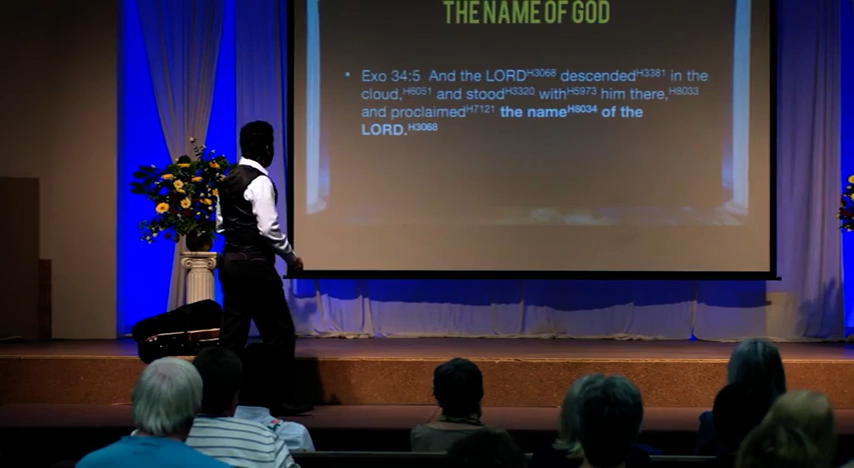 THE NAME OF GOD
• Exo 34:5 And the LORDH3068 descendedH3381 in the
cloud,H6051 and stoodH3320 withH5973 him there,H8033
and proclaimedH7121 the nameH8034 of the
LORD.H3068